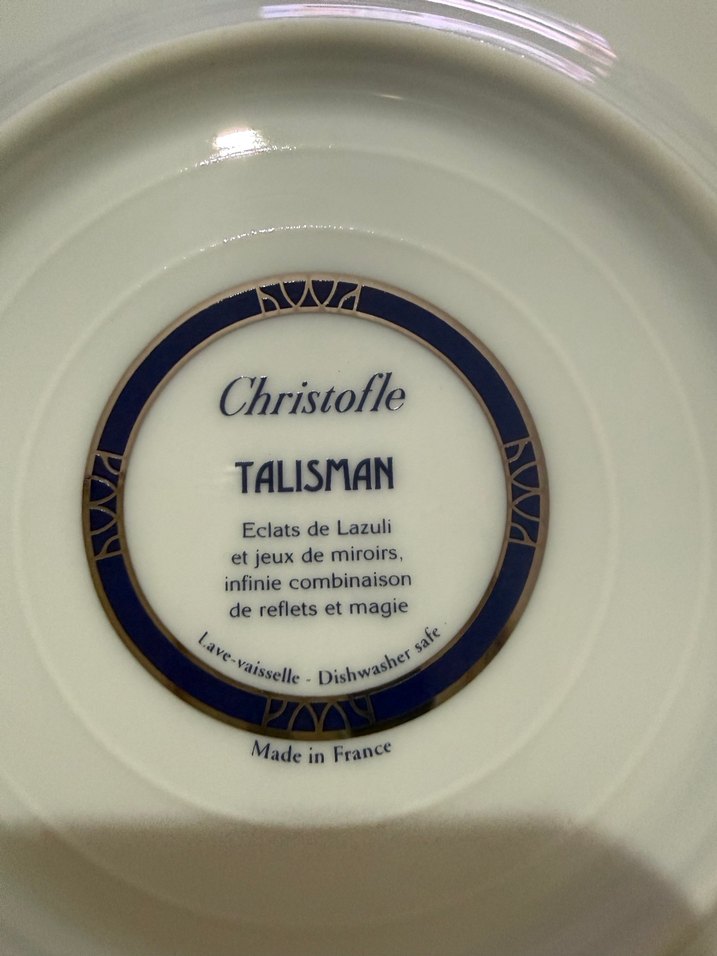 Christofle
TALISMAN
Eclats de Lazuli
et jeux de miroirs,
infinie combinaison
de reflets et magie
Lave-vaisselle - Dishwasher safe
Made in France